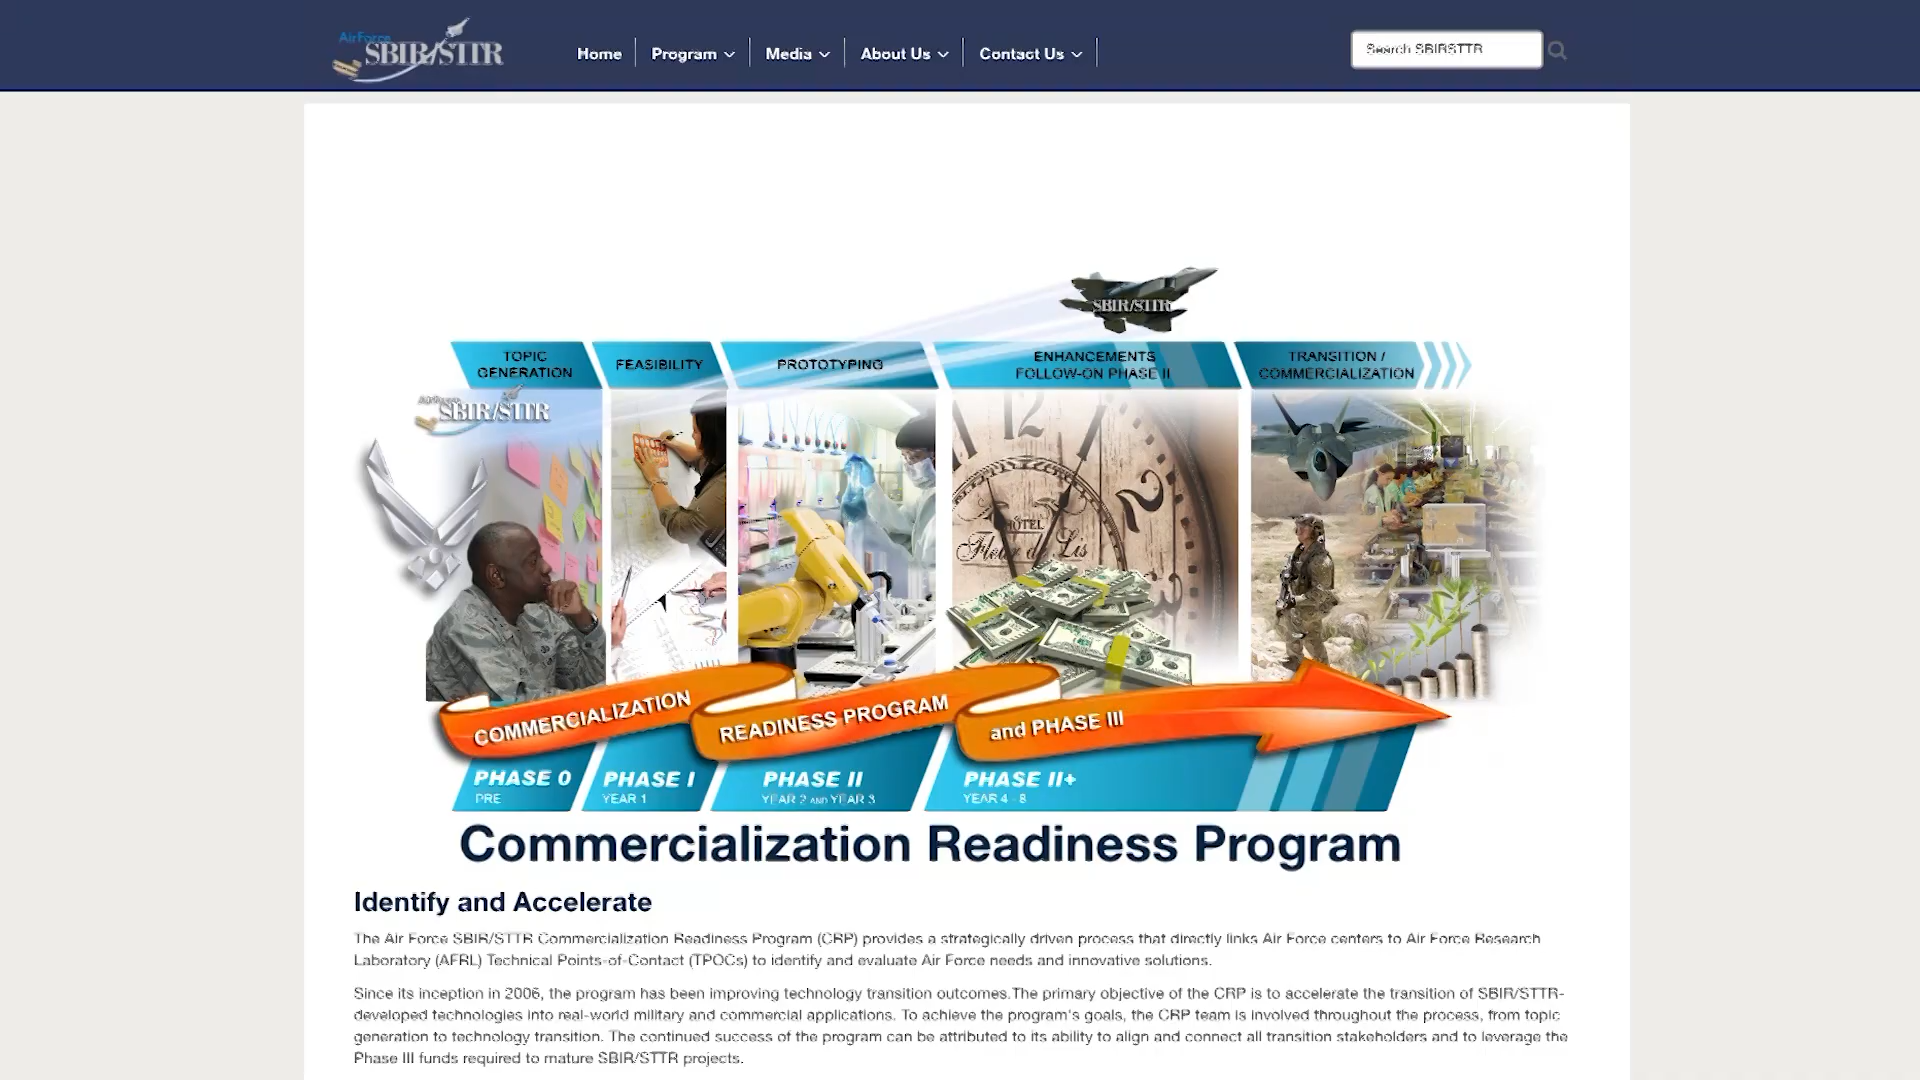 AirForce
SBIR/STTR
Home
Program
Media
About Us
Contact Us
Search SBIRSTTR
SBIR/STTR
TOPIC
GENERATION
FEASIBILITY
PROTOTYPING
ENHANCEMENTS
FOLLOW-ON PHASE II
TRANSITION /
COMMERCIALIZATION
AirForce
SBIR/STTR
12
2
3
HOTEL
Fleur de Lis
COMMERCIALIZATION
READINESS PROGRAM
and PHASE III
PHASE 0
PRE
PHASE I
YEAR 1
PHASE II
YEAR 2 AND YEAR 3
PHASE II+
YEAR 4 - 8
Commercialization Readiness Program
Identify and Accelerate
The Air Force SBIR/STTR Commercialization Readiness Program (CRP) provides a strategically driven process that directly links Air Force centers to Air Force Research
Laboratory (AFRL) Technical Points-of-Contact (TPOCs) to identify and evaluate Air Force needs and innovative solutions.
Since its inception in 2006, the program has been improving technology transition outcomes.The primary objective of the CRP is to accelerate the transition of SBIR/STTR-
developed technologies into real-world military and commercial applications. To achieve the program's goals, the CRP team is involved throughout the process, from topic
generation to technology transition. The continued success of the program can be attributed to its ability to align and connect all transition stakeholders and to leverage the
Phase III funds required to mature SBIR/STTR projects.